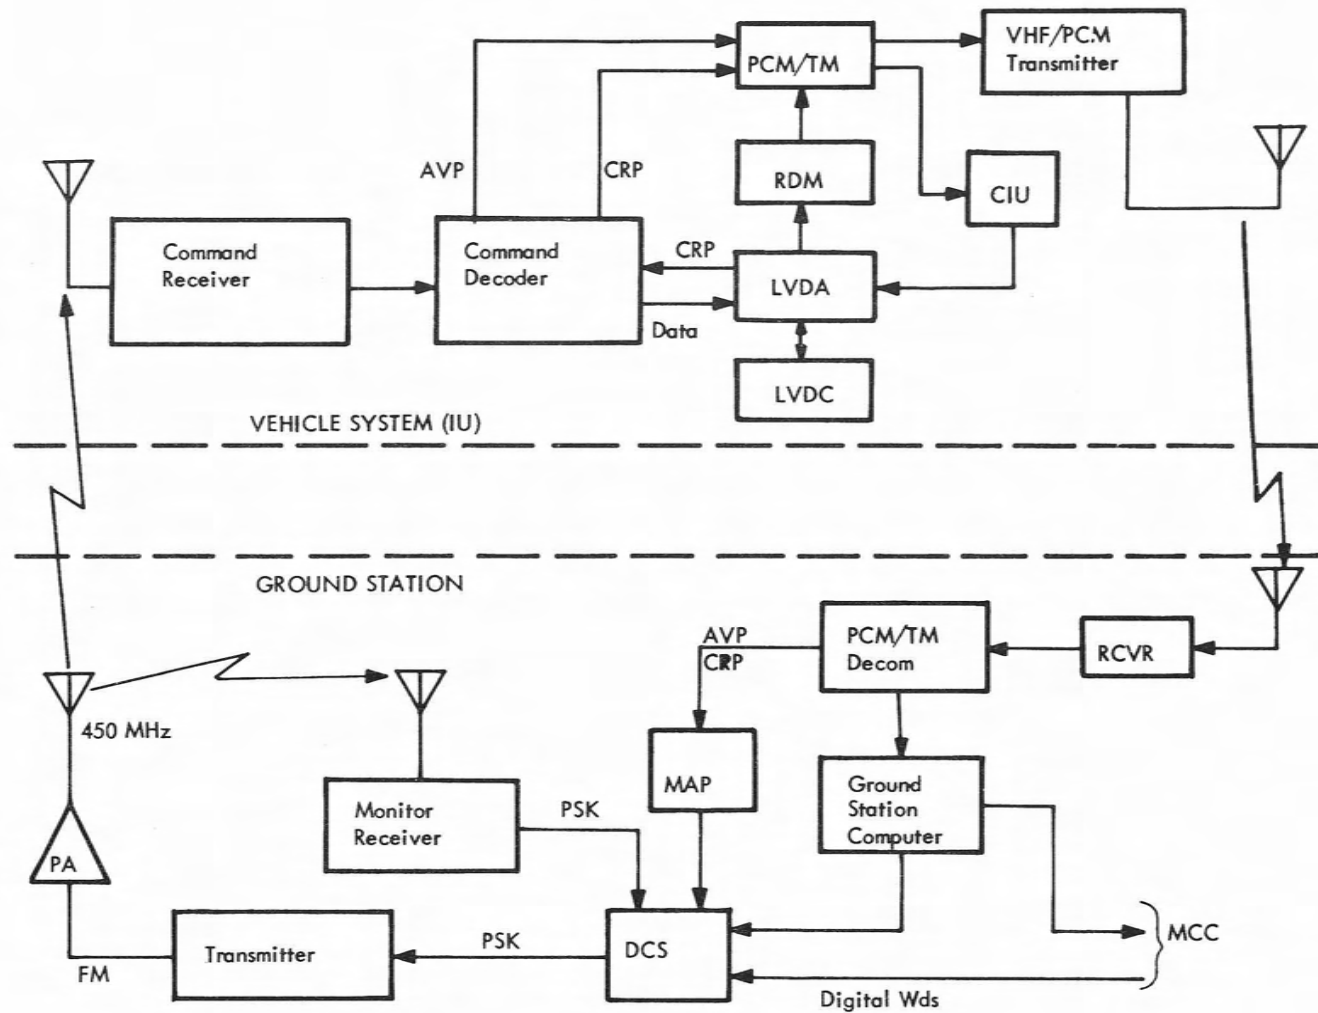 VHF/PCM
Transmitter
PCM/TM
AVP
CRP
RDM
CIU
Command
Receiver
Command
Decoder
CRP
LVDA
Data
LVDC
VEHICLE SYSTEM (IU)
GROUND STATION
AVP
CRP
PCM/TM
Decom
RCVR
450 MHz
MAP
Ground
Station
Computer
Monitor
Receiver
PSK
PA
Transmitter
PSK
DCS
MCC
FM
Digital Wds